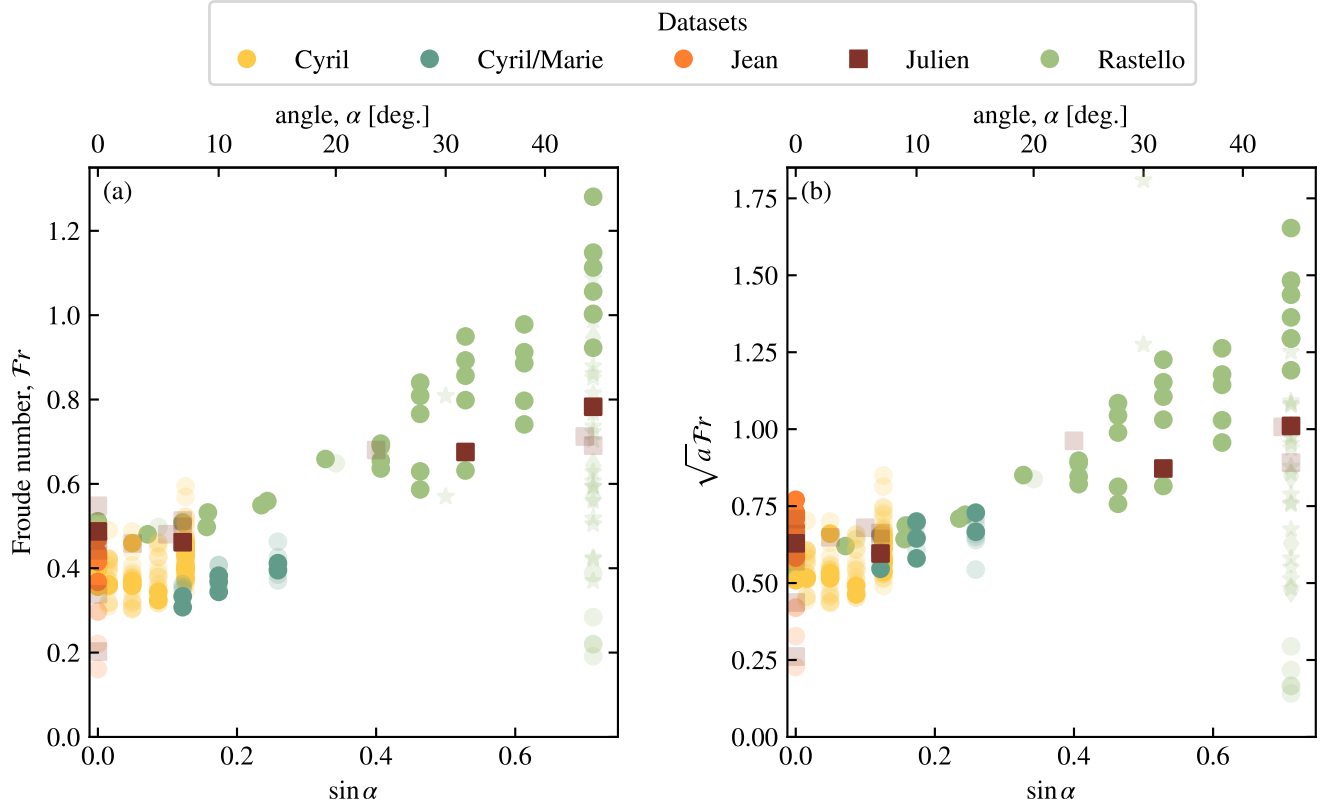 Datasets
Cyril Cyril/Marie Jean Julien Rastello
angle, α [deg.]
0 10 20 30 40
(a)
1.2
1.0
0.8
0.6
0.4
0.2
0.0
Froude number, ℱr
0.0 0.2 0.4 0.6
sin α
angle, α [deg.]
0 10 20 30 40
(b)
1.75
1.50
1.25
1.00
0.75
0.50
0.25
0.00
√a ℱr
0.0 0.2 0.4 0.6
sin α